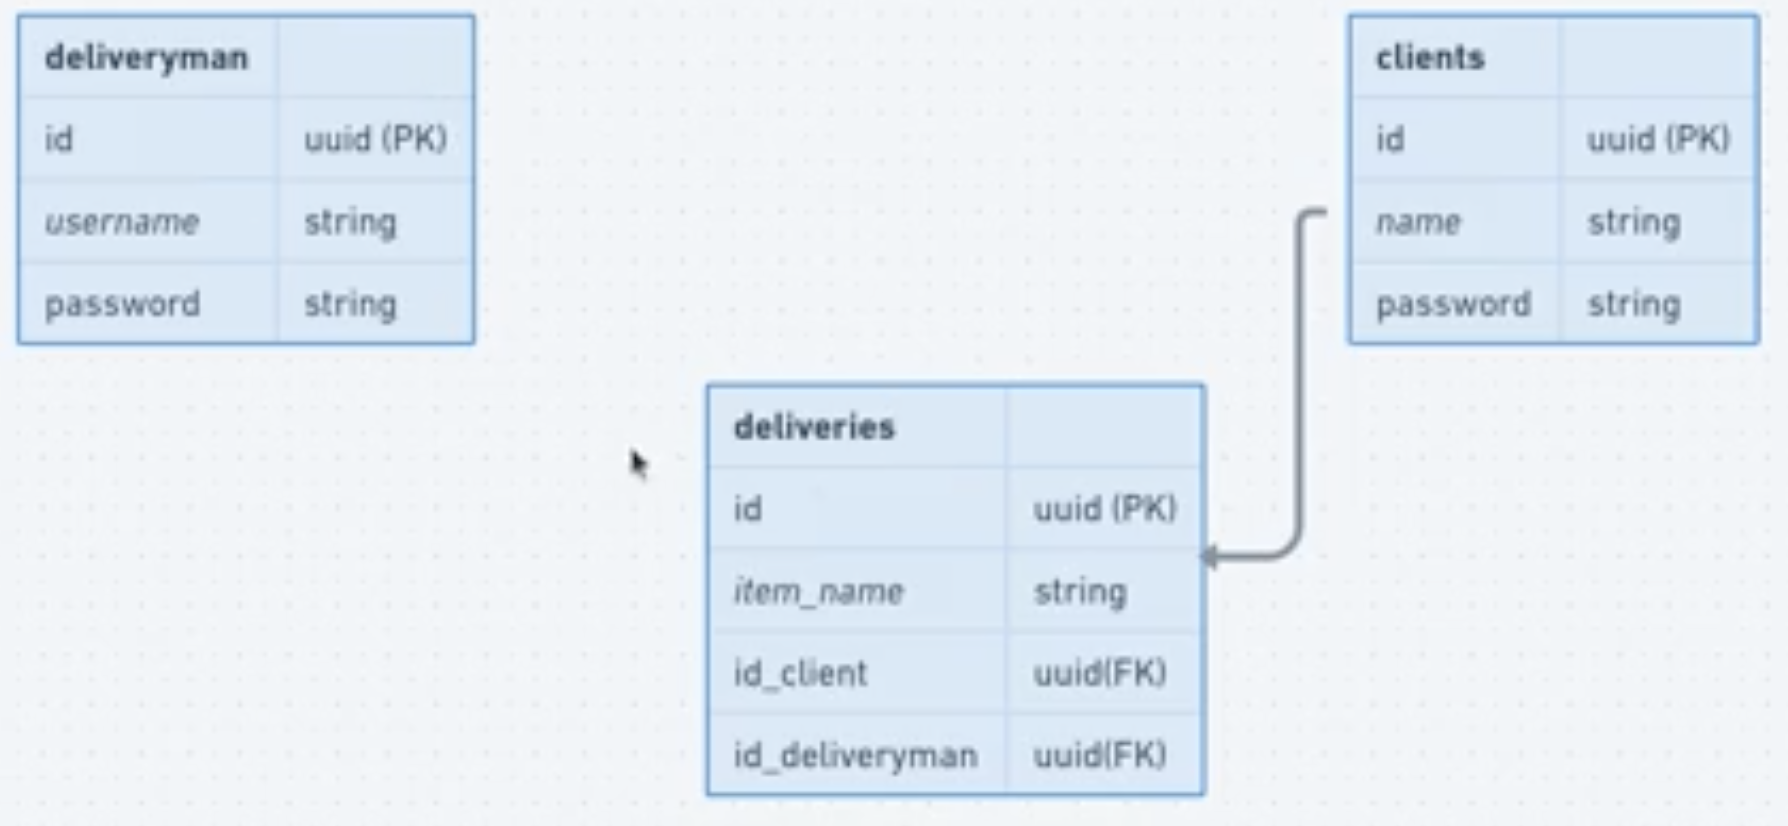 deliveryman
id uuid (PK)
username string
password string
clients
id uuid (PK)
name string
password string
deliveries
id uuid (PK)
item_name string
id_client uuid(FK)
id_deliveryman uuid(FK)